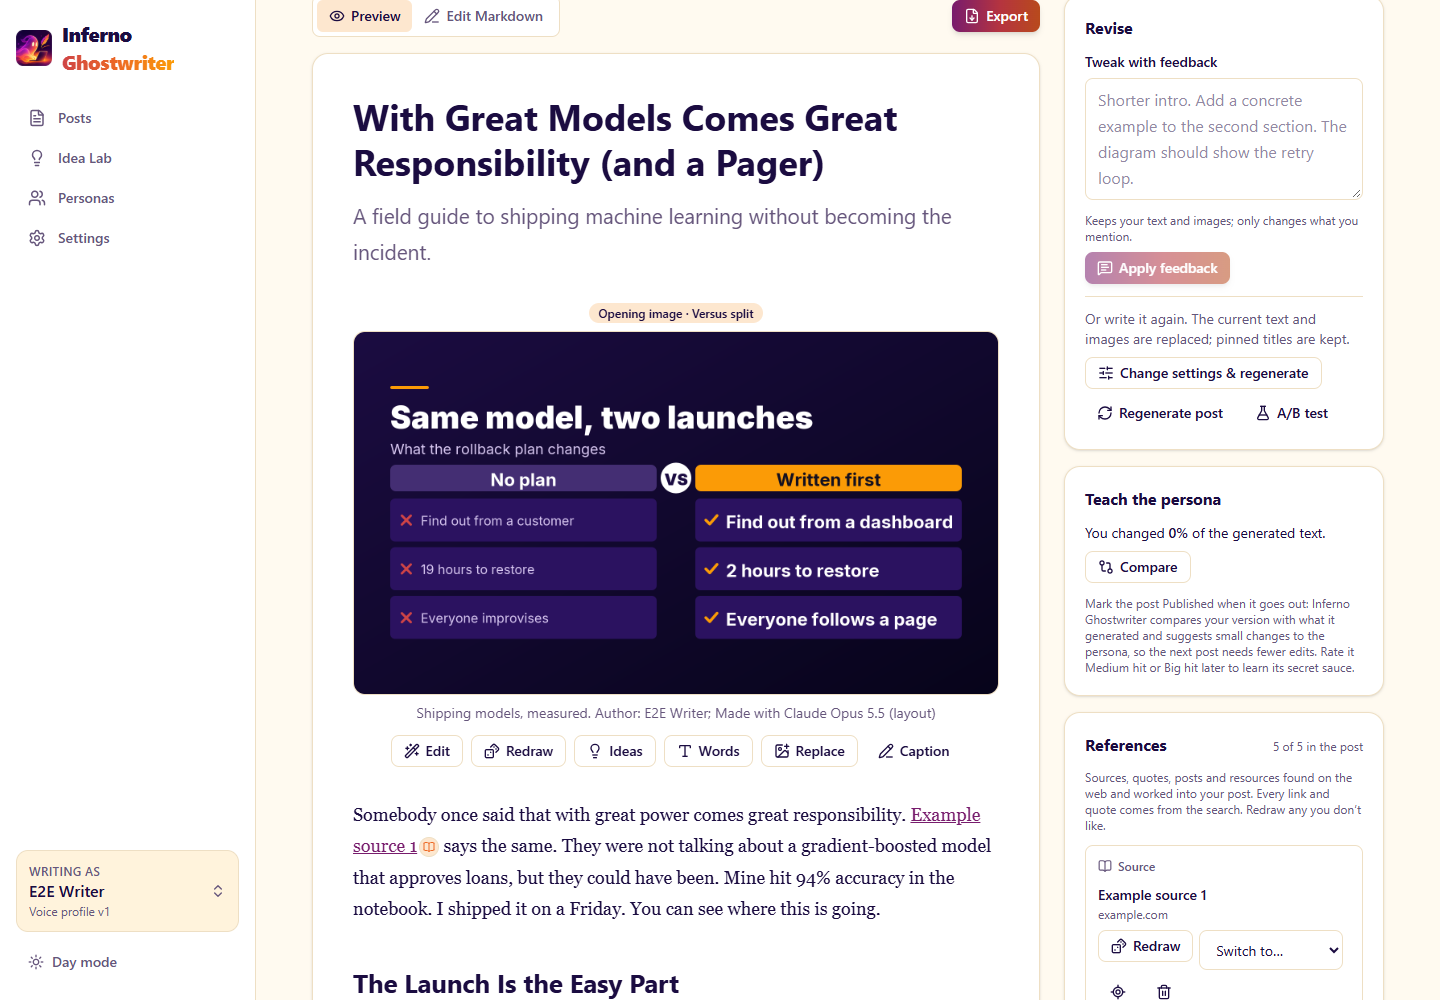 Inferno
Ghostwriter
Posts
Idea Lab
Personas
Settings
WRITING AS
E2E Writer
Voice profile v1
Day mode
Preview
Edit Markdown
Export
With Great Models Comes Great
Responsibility (and a Pager)
A field guide to shipping machine learning without becoming the
incident.
Opening image · Versus split
Same model, two launches
What the rollback plan changes
No plan
VS
Written first
Find out from a customer
Find out from a dashboard
19 hours to restore
2 hours to restore
Everyone improvises
Everyone follows a page
Shipping models, measured. Author: E2E Writer; Made with Claude Opus 5.5 (layout)
Edit
Redraw
Ideas
Words
Replace
Caption
Somebody once said that with great power comes great responsibility. Example
source 1 says the same. They were not talking about a gradient-boosted model
that approves loans, but they could have been. Mine hit 94% accuracy in the
notebook. I shipped it on a Friday. You can see where this is going.
The Launch Is the Easy Part
Revise
Tweak with feedback
Shorter intro. Add a concrete
example to the second section. The
diagram should show the retry
loop.
Keeps your text and images; only changes what you
mention.
Apply feedback
Or write it again. The current text and
images are replaced; pinned titles are kept.
Change settings & regenerate
Regenerate post
A/B test
Teach the persona
You changed 0% of the generated text.
Compare
Mark the post Published when it goes out: Inferno
Ghostwriter compares your version with what it
generated and suggests small changes to the
persona, so the next post needs fewer edits. Rate it
Medium hit or Big hit later to learn its secret sauce.
References
5 of 5 in the post
Sources, quotes, posts and resources found on the
web and worked into your post. Every link and
quote comes from the search. Redraw any you don't
like.
Source
Example source 1
example.com
Redraw
Switch to...